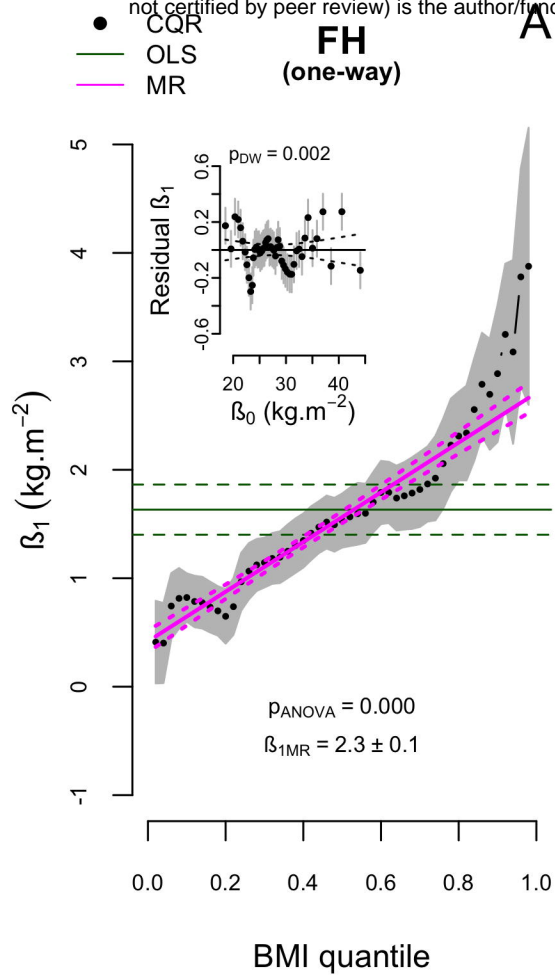 not certified by peer review) is the author/func
A
CQR
OLS
MR
FH
(one-way)
pDW = 0.002
Residual ß1
0.6
0.2
-0.2
-0.6
20 30 40
ß0 (kg.m−2)
ß1 (kg.m−2)
5
4
3
2
1
0
-1
pANOVA = 0.000
ß1MR = 2.3 ± 0.1
0.0 0.2 0.4 0.6 0.8 1.0
BMI quantile